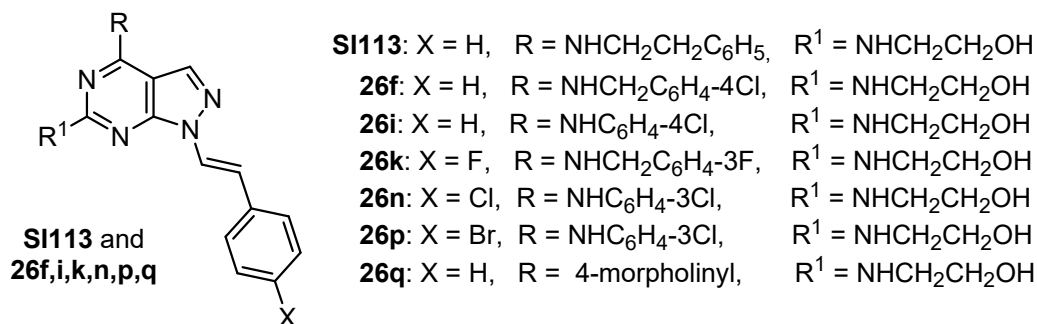 R
N
N
N
N
R¹
X
SI113 and
26f,i,k,n,p,q
SI113: X = H, R = NHCH₂CH₂C₆H₅, R¹ = NHCH₂CH₂OH
26f: X = H, R = NHCH₂C₆H₄-4Cl, R¹ = NHCH₂CH₂OH
26i: X = H, R = NHC₆H₄-4Cl, R¹ = NHCH₂CH₂OH
26k: X = F, R = NHCH₂C₆H₄-3F, R¹ = NHCH₂CH₂OH
26n: X = Cl, R = NHC₆H₄-3Cl, R¹ = NHCH₂CH₂OH
26p: X = Br, R = NHC₆H₄-3Cl, R¹ = NHCH₂CH₂OH
26q: X = H, R = 4-morpholinyl, R¹ = NHCH₂CH₂OH